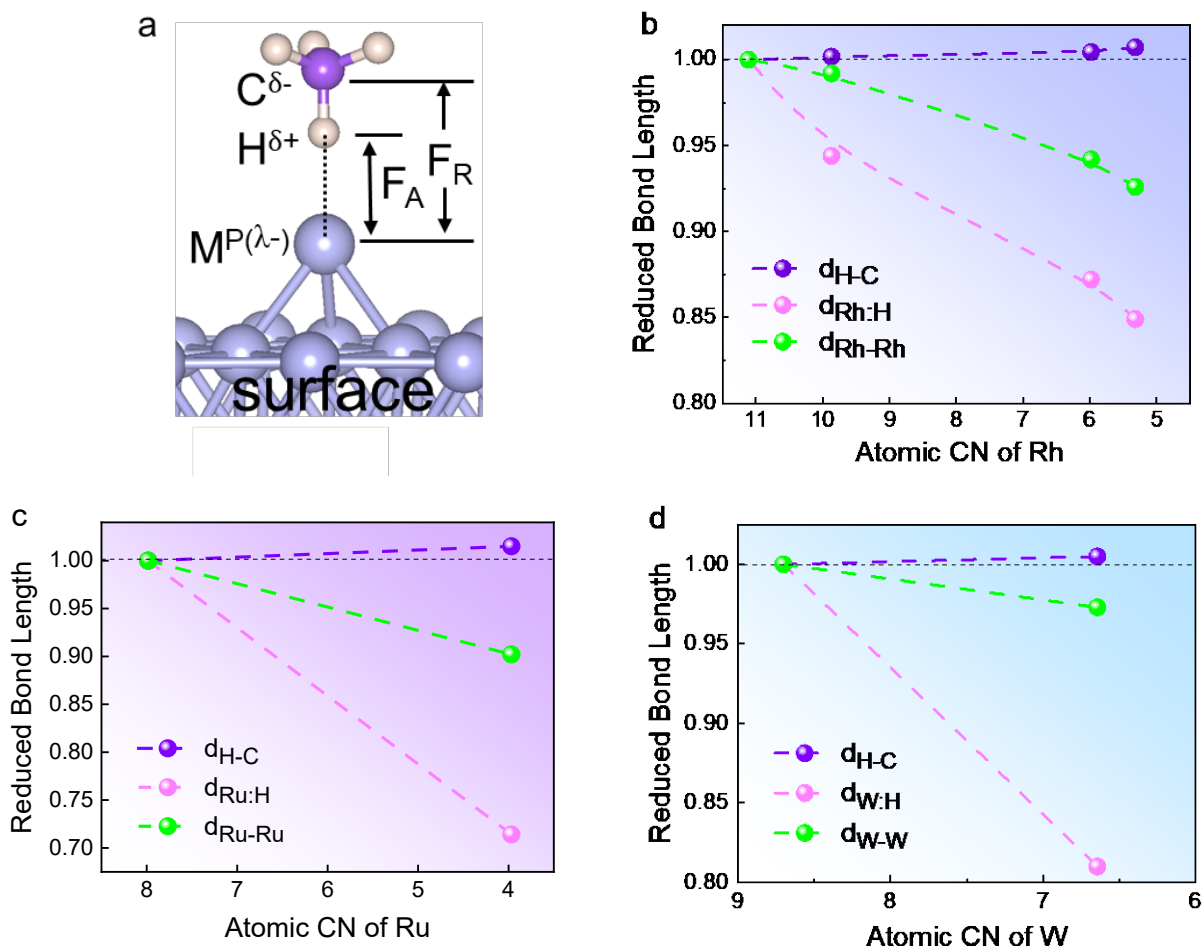 a
Cδ-
Hδ+
FA
FR
MP(λ-)
surface
b
Reduced Bond Length
1.00
0.95
0.90
0.85
0.80
dH-C
dRh:H
dRh-Rh
11
10
9
8
7
6
5
Atomic CN of Rh
c
Reduced Bond Length
1.00
0.95
0.90
0.85
0.80
0.75
0.70
dH-C
dRu:H
dRu-Ru
8
7
6
5
4
Atomic CN of Ru
d
Reduced Bond Length
1.00
0.95
0.90
0.85
0.80
dH-C
dW:H
dW-W
9
8
7
6
Atomic CN of W